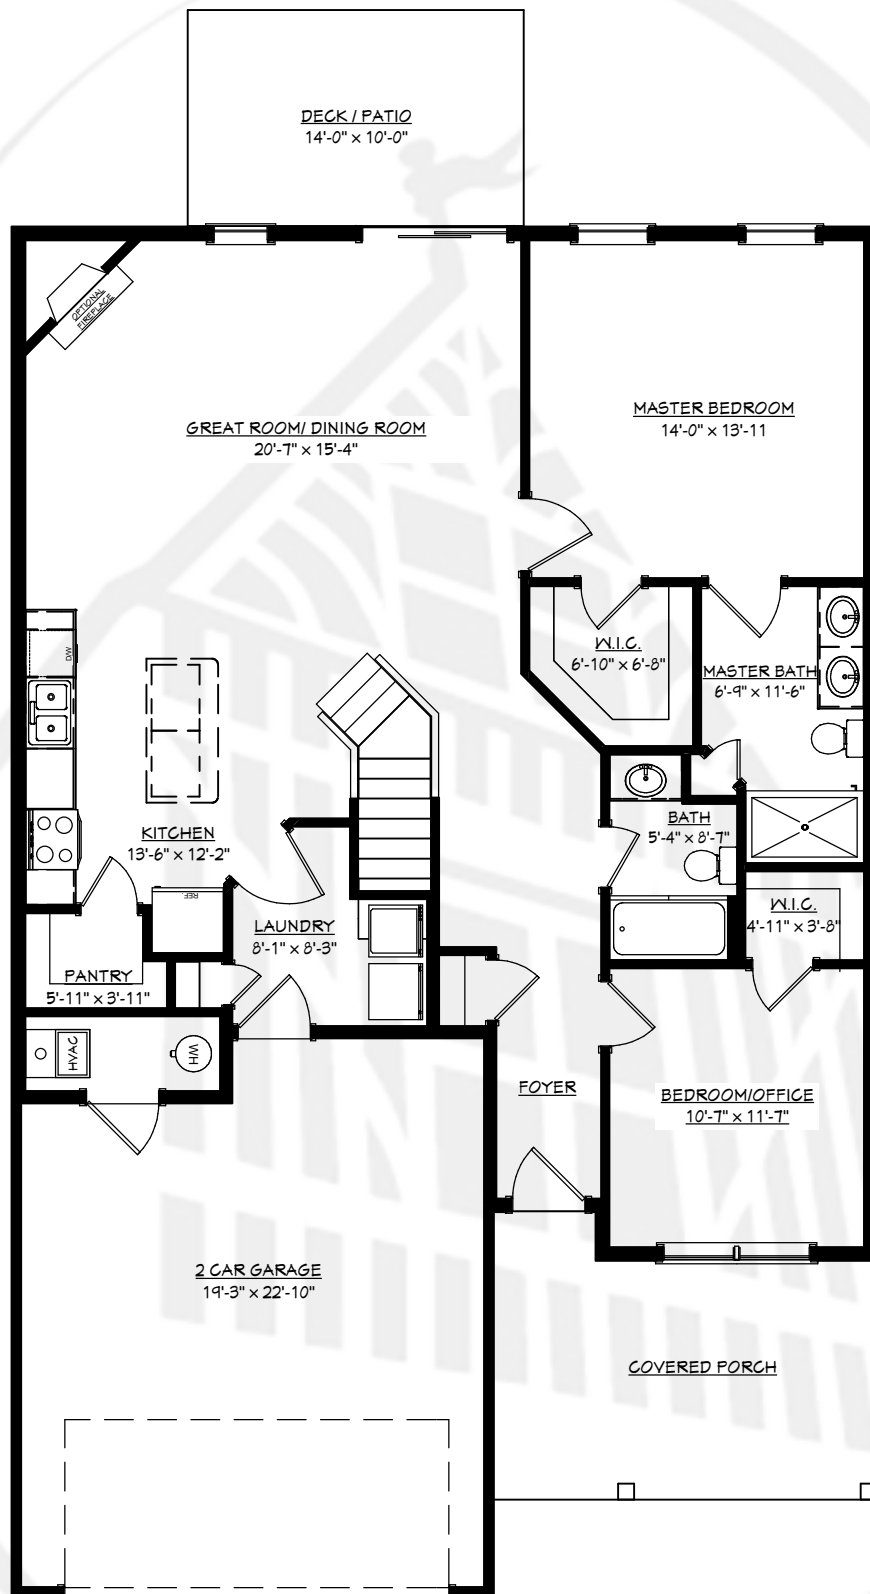 DECK / PATIO
14'-0" x 10'-0"
OPTIONAL
FIREPLACE
GREAT ROOM/ DINING ROOM
20'-7" x 15'-4"
MASTER BEDROOM
14'-0" x 13'-11
W.I.C.
6'-10" x 6'-8"
MASTER BATH
6'-9" x 11'-6"
D/W
KITCHEN
13'-6" x 12'-2"
REF
BATH
5'-4" x 8'-7"
LAUNDRY
8'-1" x 8'-3"
W.I.C.
4'-11" x 3'-8"
PANTRY
5'-11" x 3'-11"
HVAC
WH
FOYER
BEDROOM/OFFICE
10'-7" x 11'-7"
2 CAR GARAGE
19'-3" x 22'-10"
COVERED PORCH